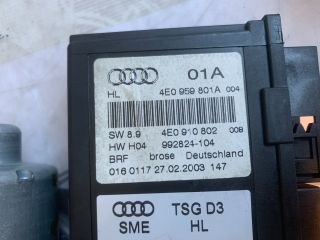 01A
HL 4E0 959 801A 004
SW 8.9 4E0 910 802 00B
HW H04 992824-104
BRF brose Deutschland
016 0117 27.02.2003 147
TSG D3
SME HL